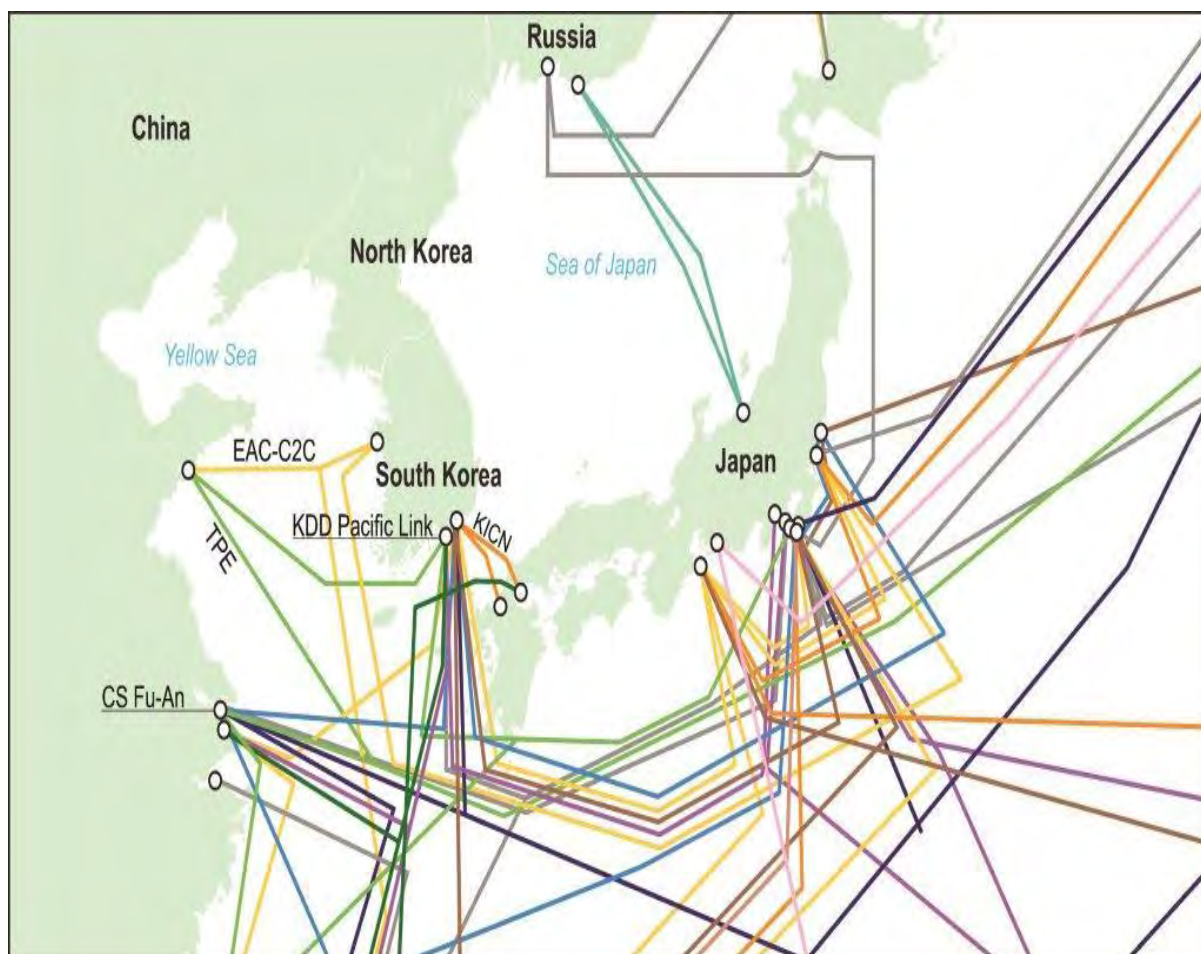 Russia
China
North Korea
Sea of Japan
Yellow Sea
EAC-C2C
South Korea
Japan
KDD Pacific Link
KICN
TPE
CS Fu-An